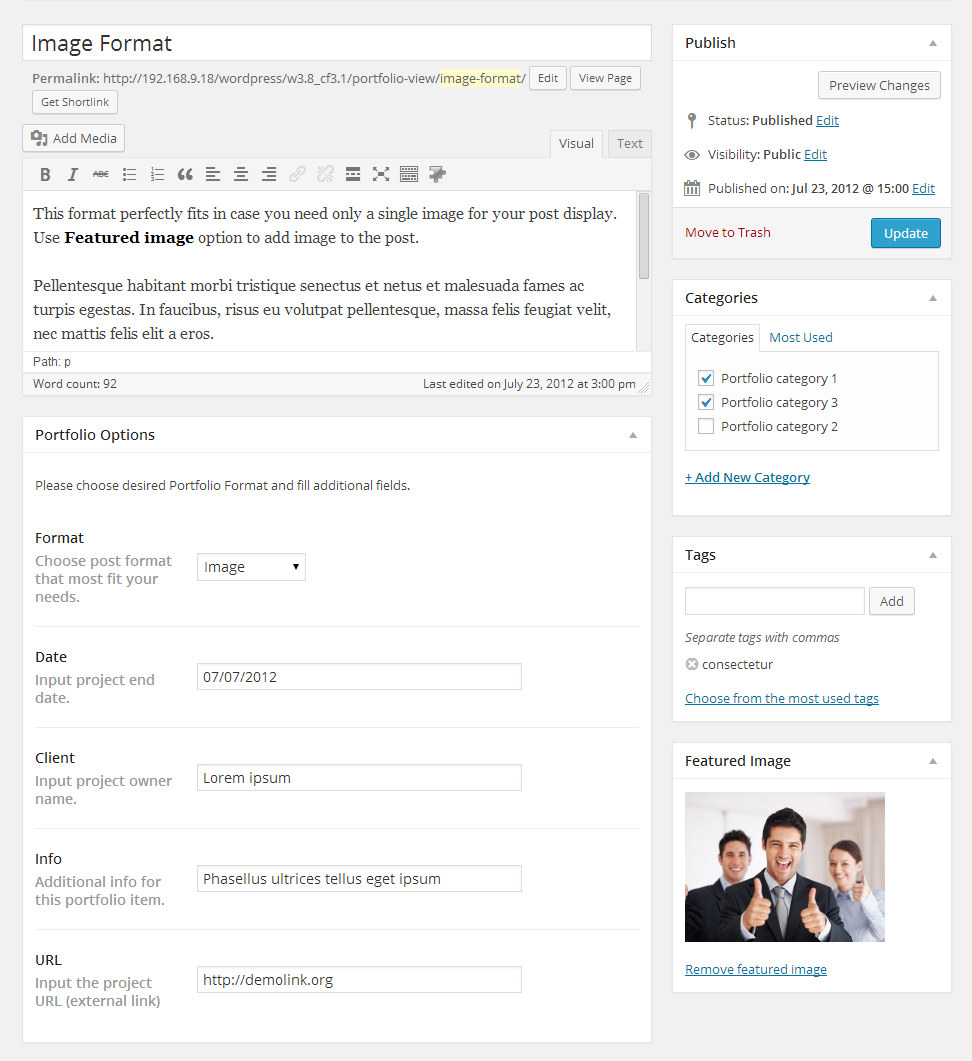 Image Format
Permalink: http://192.168.9.18/wordpress/w3.8_cf3.1/portfolio-view/image-format/ Edit View Page
Get Shortlink
Add Media
Visual Text
B I ABC
This format perfectly fits in case you need only a single image for your post display.
Use Featured image option to add image to the post.
Pellentesque habitant morbi tristique senectus et netus et malesuada fames ac
turpis egestas. In faucibus, risus eu volutpat pellentesque, massa felis feugiat velit,
nec mattis felis elit a eros.
Path: p
Word count: 92 Last edited on July 23, 2012 at 3:00 pm
Portfolio Options
Please choose desired Portfolio Format and fill additional fields.
Format
Choose post format
that most fit your
needs.
Image
Date
Input project end
date.
07/07/2012
Client
Input project owner
name.
Lorem ipsum
Info
Additional info for
this portfolio item.
Phasellus ultrices tellus eget ipsum
URL
Input the project
URL (external link)
http://demolink.org
Publish
Preview Changes
Status: Published Edit
Visibility: Public Edit
Published on: Jul 23, 2012 @ 15:00 Edit
Move to Trash Update
Categories
Categories Most Used
Portfolio category 1
Portfolio category 3
Portfolio category 2
+ Add New Category
Tags
Add
Separate tags with commas
consectetur
Choose from the most used tags
Featured Image
Remove featured image